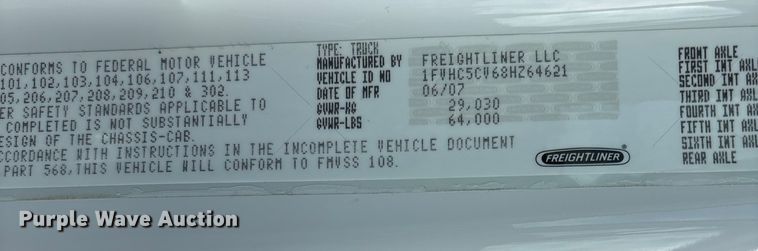 CONFORMS TO FEDERAL MOTOR VEHICLE
101, 102, 103, 104, 106, 107, 111, 113
05, 206, 207, 208, 209, 210 & 302.
ER SAFETY STANDARDS APPLICABLE TO
COMPLETED IS NOT SUBSTANTIALLY
ESIGN OF THE CHASSIS-CAB.
ACCORDANCE WITH INSTRUCTIONS IN THE INCOMPLETE VEHICLE DOCUMENT
PART 568, THIS VEHICLE WILL CONFORM TO FMVSS 108.
TYPE: TRUCK
MANUFACTURED BY FREIGHTLINER LLC
VEHICLE ID NO 1FVHC5CV68HZ64621
DATE OF MFR 06/07
GVWR-KG 29,030
GVWR-LBS 64,000
FREIGHTLINER
FRONT AXLE
FIRST INT AX
SECOND INT A
THIRD INT AX
FOURTH INT A
FIFTH INT AX
SIXTH INT AX
REAR AXLE
Purple Wave Auction